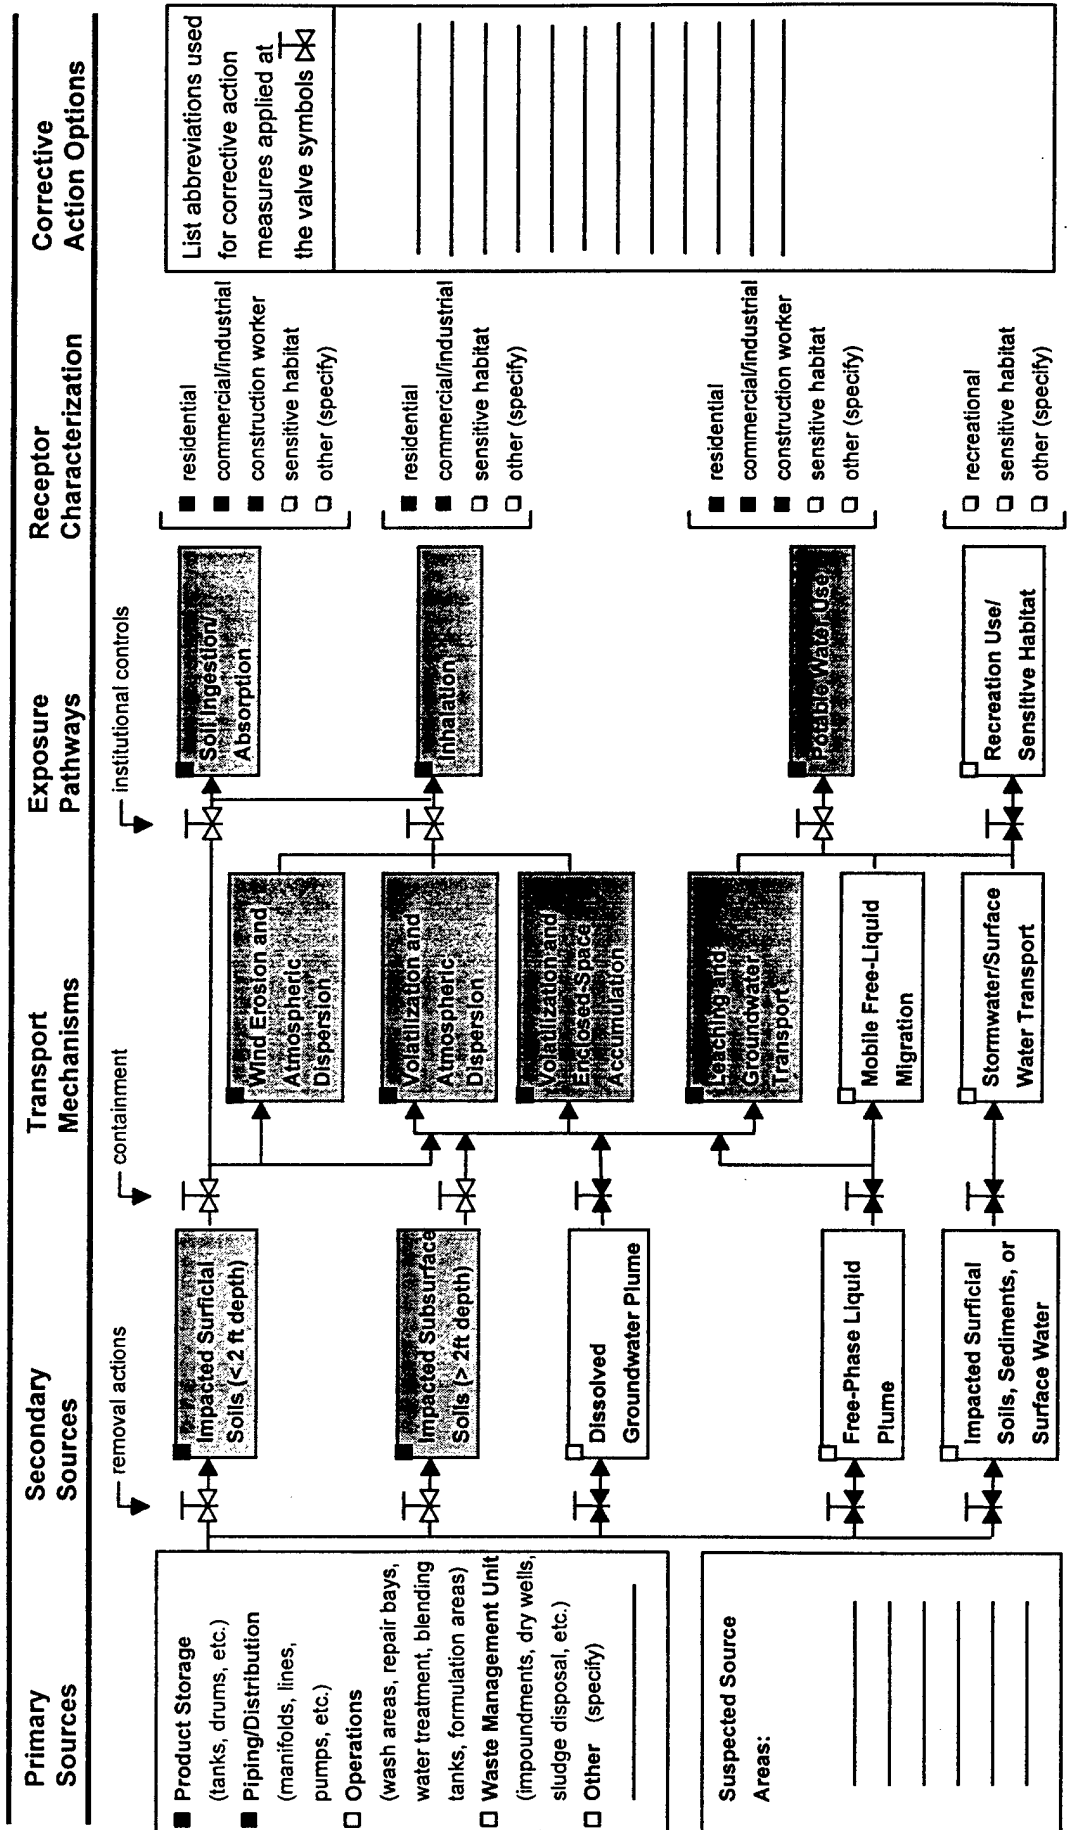 Primary
Sources
Secondary
Sources
Transport
Mechanisms
Exposure
Pathways
Receptor
Characterization
Corrective
Action Options
removal actions
containment
institutional controls
Product Storage
(tanks, drums, etc.)
Piping/Distribution
(manifolds, lines,
pumps, etc.)
Operations
(wash areas, repair bays,
water treatment, blending
tanks, formulation areas)
Waste Management Unit
(impoundments, dry wells,
sludge disposal, etc.)
Other (specify)
Suspected Source
Areas:
Impacted Surficial
Soils (< 2 ft depth)
Impacted Subsurface
Soils (> 2ft depth)
Dissolved
Groundwater Plume
Free-Phase Liquid
Plume
Impacted Surficial
Soils, Sediments, or
Surface Water
Wind Erosion and
Atmospheric
Dispersion
Volatilization and
Atmospheric
Dispersion
Volatilization and
Enclosed-Space
Accumulation
Leaching and
Groundwater
Transport
Mobile Free-Liquid
Migration
Stormwater/Surface
Water Transport
Soil Ingestion/
Absorption
Inhalation
Potable Water Use
Recreation Use/
Sensitive Habitat
residential
commercial/industrial
construction worker
sensitive habitat
other (specify)
residential
commercial/industrial
sensitive habitat
other (specify)
residential
commercial/industrial
construction worker
sensitive habitat
other (specify)
recreational
sensitive habitat
other (specify)
List abbreviations used
for corrective action
measures applied at
the valve symbols